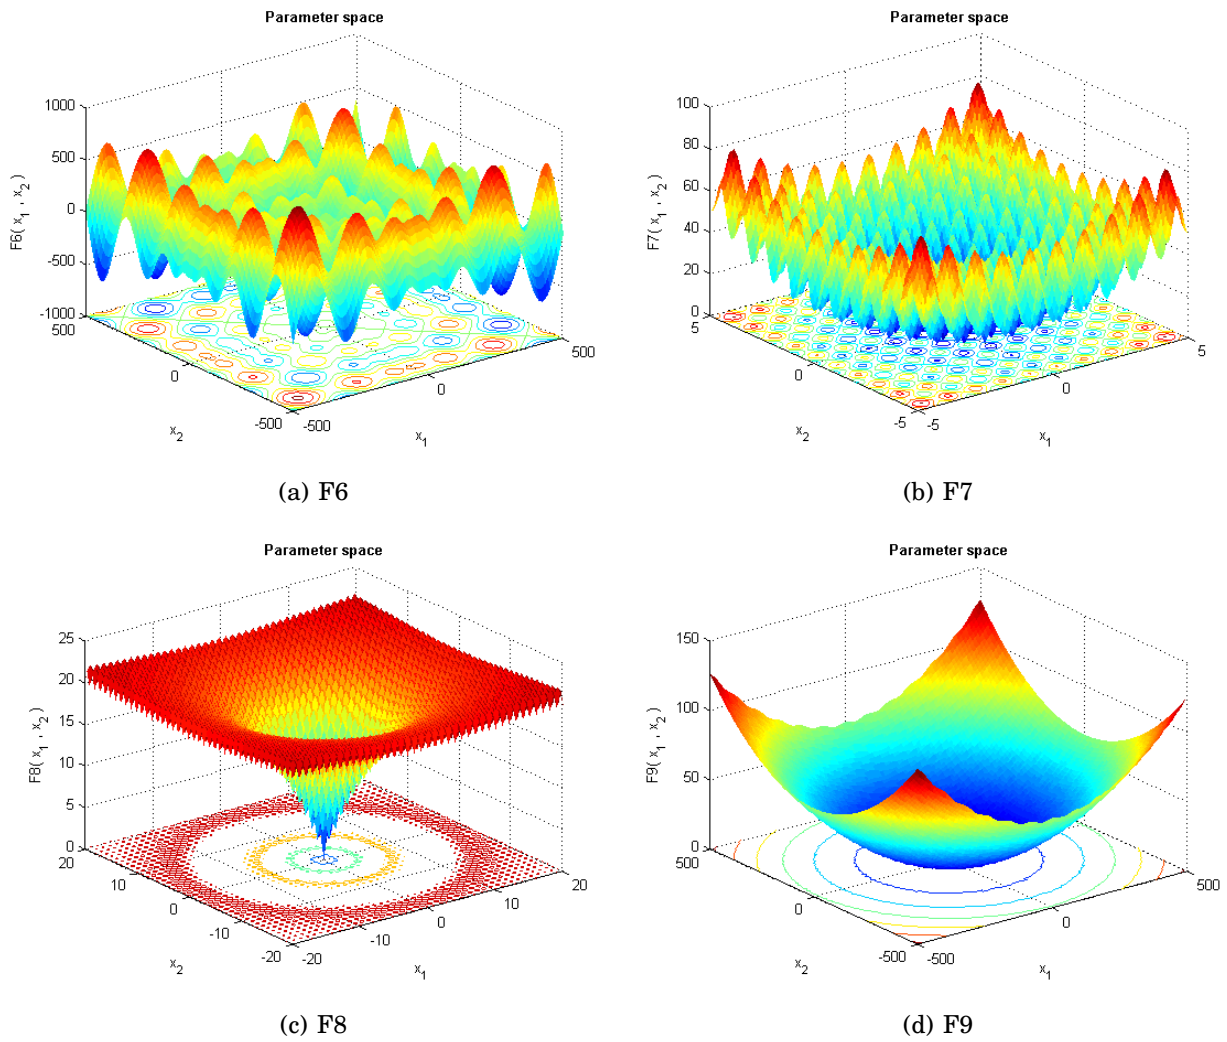 Parameter space
1000
500
0
-500
-1000
F6( x1 , x2 )
500
0
-500
x2
-500
0
500
x1
(a) F6
Parameter space
100
80
60
40
20
0
F7( x1 , x2 )
5
0
-5
x2
-5
0
5
x1
(b) F7
Parameter space
25
20
15
10
5
0
F8( x1 , x2 )
20
10
0
-10
-20
x2
-20
-10
0
10
20
x1
(c) F8
Parameter space
150
100
50
0
F9( x1 , x2 )
500
0
-500
x2
-500
0
500
x1
(d) F9